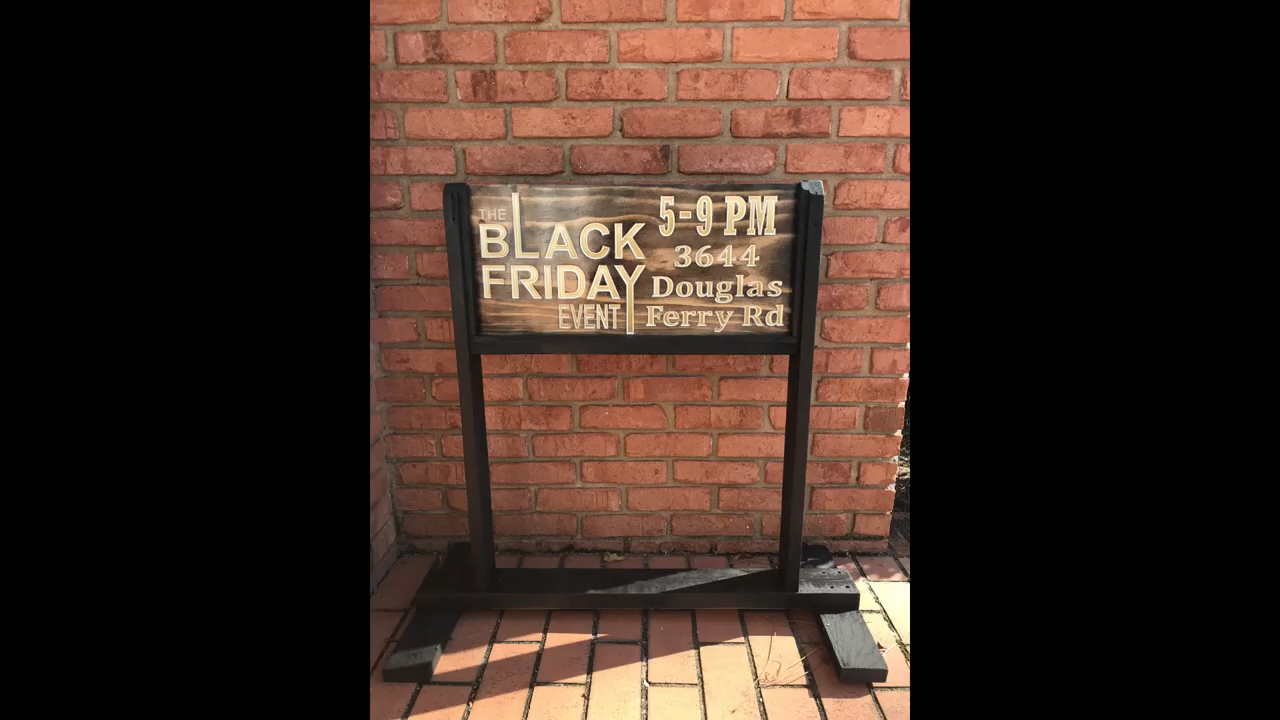 THE
BLACK
FRIDAY
EVENT
5-9 PM
3644
Douglas
Ferry Rd